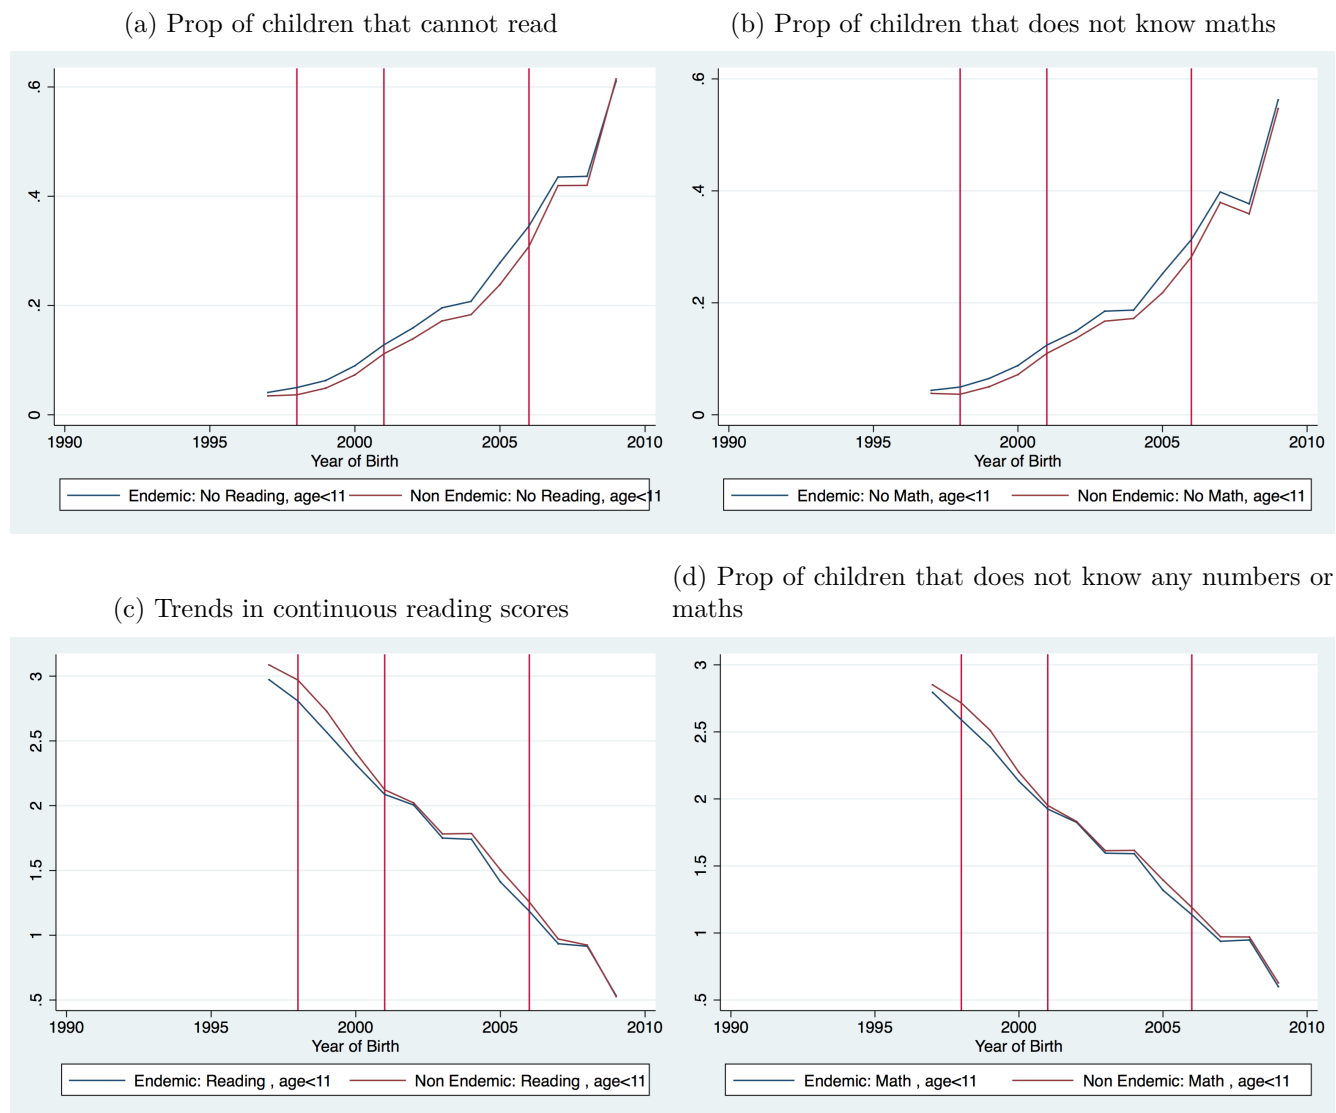 (a) Prop of children that cannot read
0 .2 .4 .6
1990 1995 2000 2005 2010
Year of Birth
Endemic: No Reading, age<11 Non Endemic: No Reading, age<11
(b) Prop of children that does not know maths
0 .2 .4 .6
1990 1995 2000 2005 2010
Year of Birth
Endemic: No Math, age<11 Non Endemic: No Math, age<11
(c) Trends in continuous reading scores
.5 1 1.5 2 2.5 3
1990 1995 2000 2005 2010
Year of Birth
Endemic: Reading , age<11 Non Endemic: Reading , age<11
(d) Prop of children that does not know any numbers or
maths
.5 1 1.5 2 2.5 3
1990 1995 2000 2005 2010
Year of Birth
Endemic: Math , age<11 Non Endemic: Math , age<11